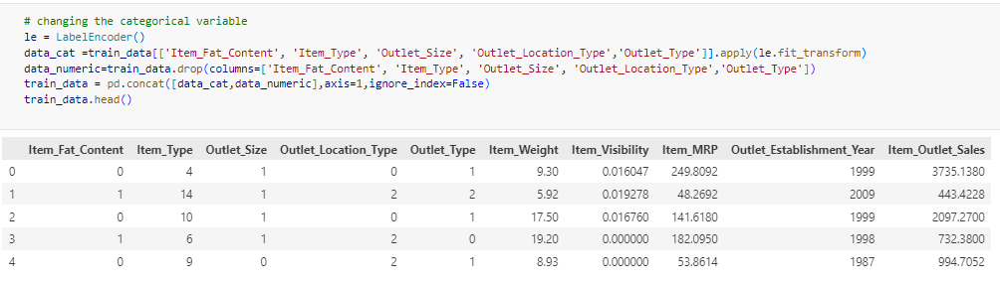 # changing the categorical variable
le = LabelEncoder()
data_cat =train_data[['Item_Fat_Content', 'Item_Type', 'Outlet_Size', 'Outlet_Location_Type','Outlet_Type']].apply(le.fit_transform)
data_numeric=train_data.drop(columns=['Item_Fat_Content', 'Item_Type', 'Outlet_Size', 'Outlet_Location_Type','Outlet_Type'])
train_data = pd.concat([data_cat,data_numeric],axis=1,ignore_index=False)
train_data.head()
Item_Fat_Content Item_Type Outlet_Size Outlet_Location_Type Outlet_Type Item_Weight Item_Visibility Item_MRP Outlet_Establishment_Year Item_Outlet_Sales
0 0 4 1 0 1 9.30 0.016047 249.8092 1999 3735.1380
1 1 14 1 2 2 5.92 0.019278 48.2692 2009 443.4228
2 0 10 1 0 1 17.50 0.016760 141.6180 1999 2097.2700
3 1 6 1 2 0 19.20 0.000000 182.0950 1998 732.3800
4 0 9 0 2 1 8.93 0.000000 53.8614 1987 994.7052